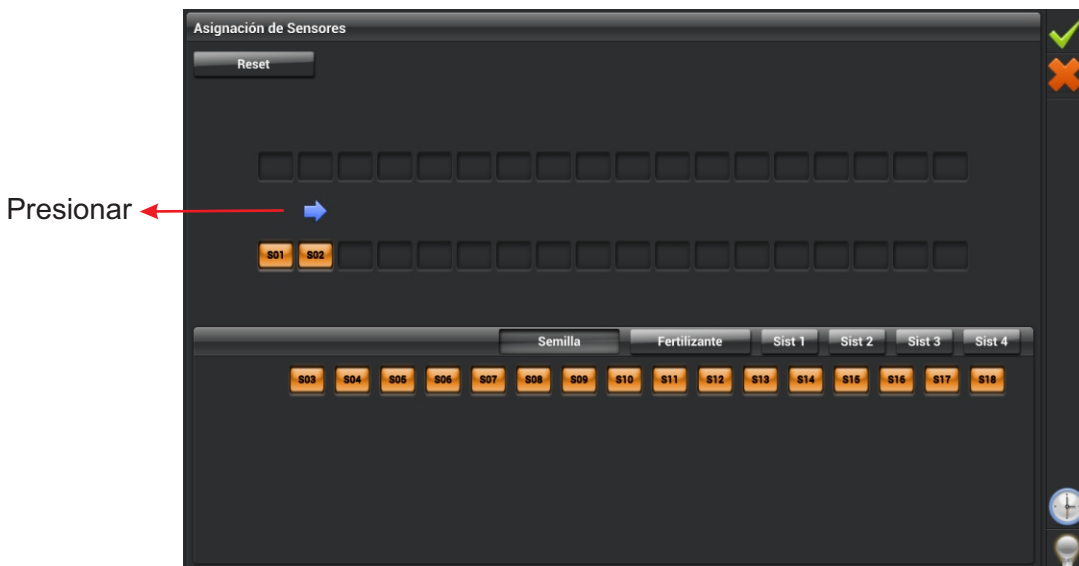 Asignación de Sensores
Reset
Presionar
S01 S02
Semilla Fertilizante Sist 1 Sist 2 Sist 3 Sist 4
S03 S04 S05 S06 S07 S08 S09 S10 S11 S12 S13 S14 S15 S16 S17 S18